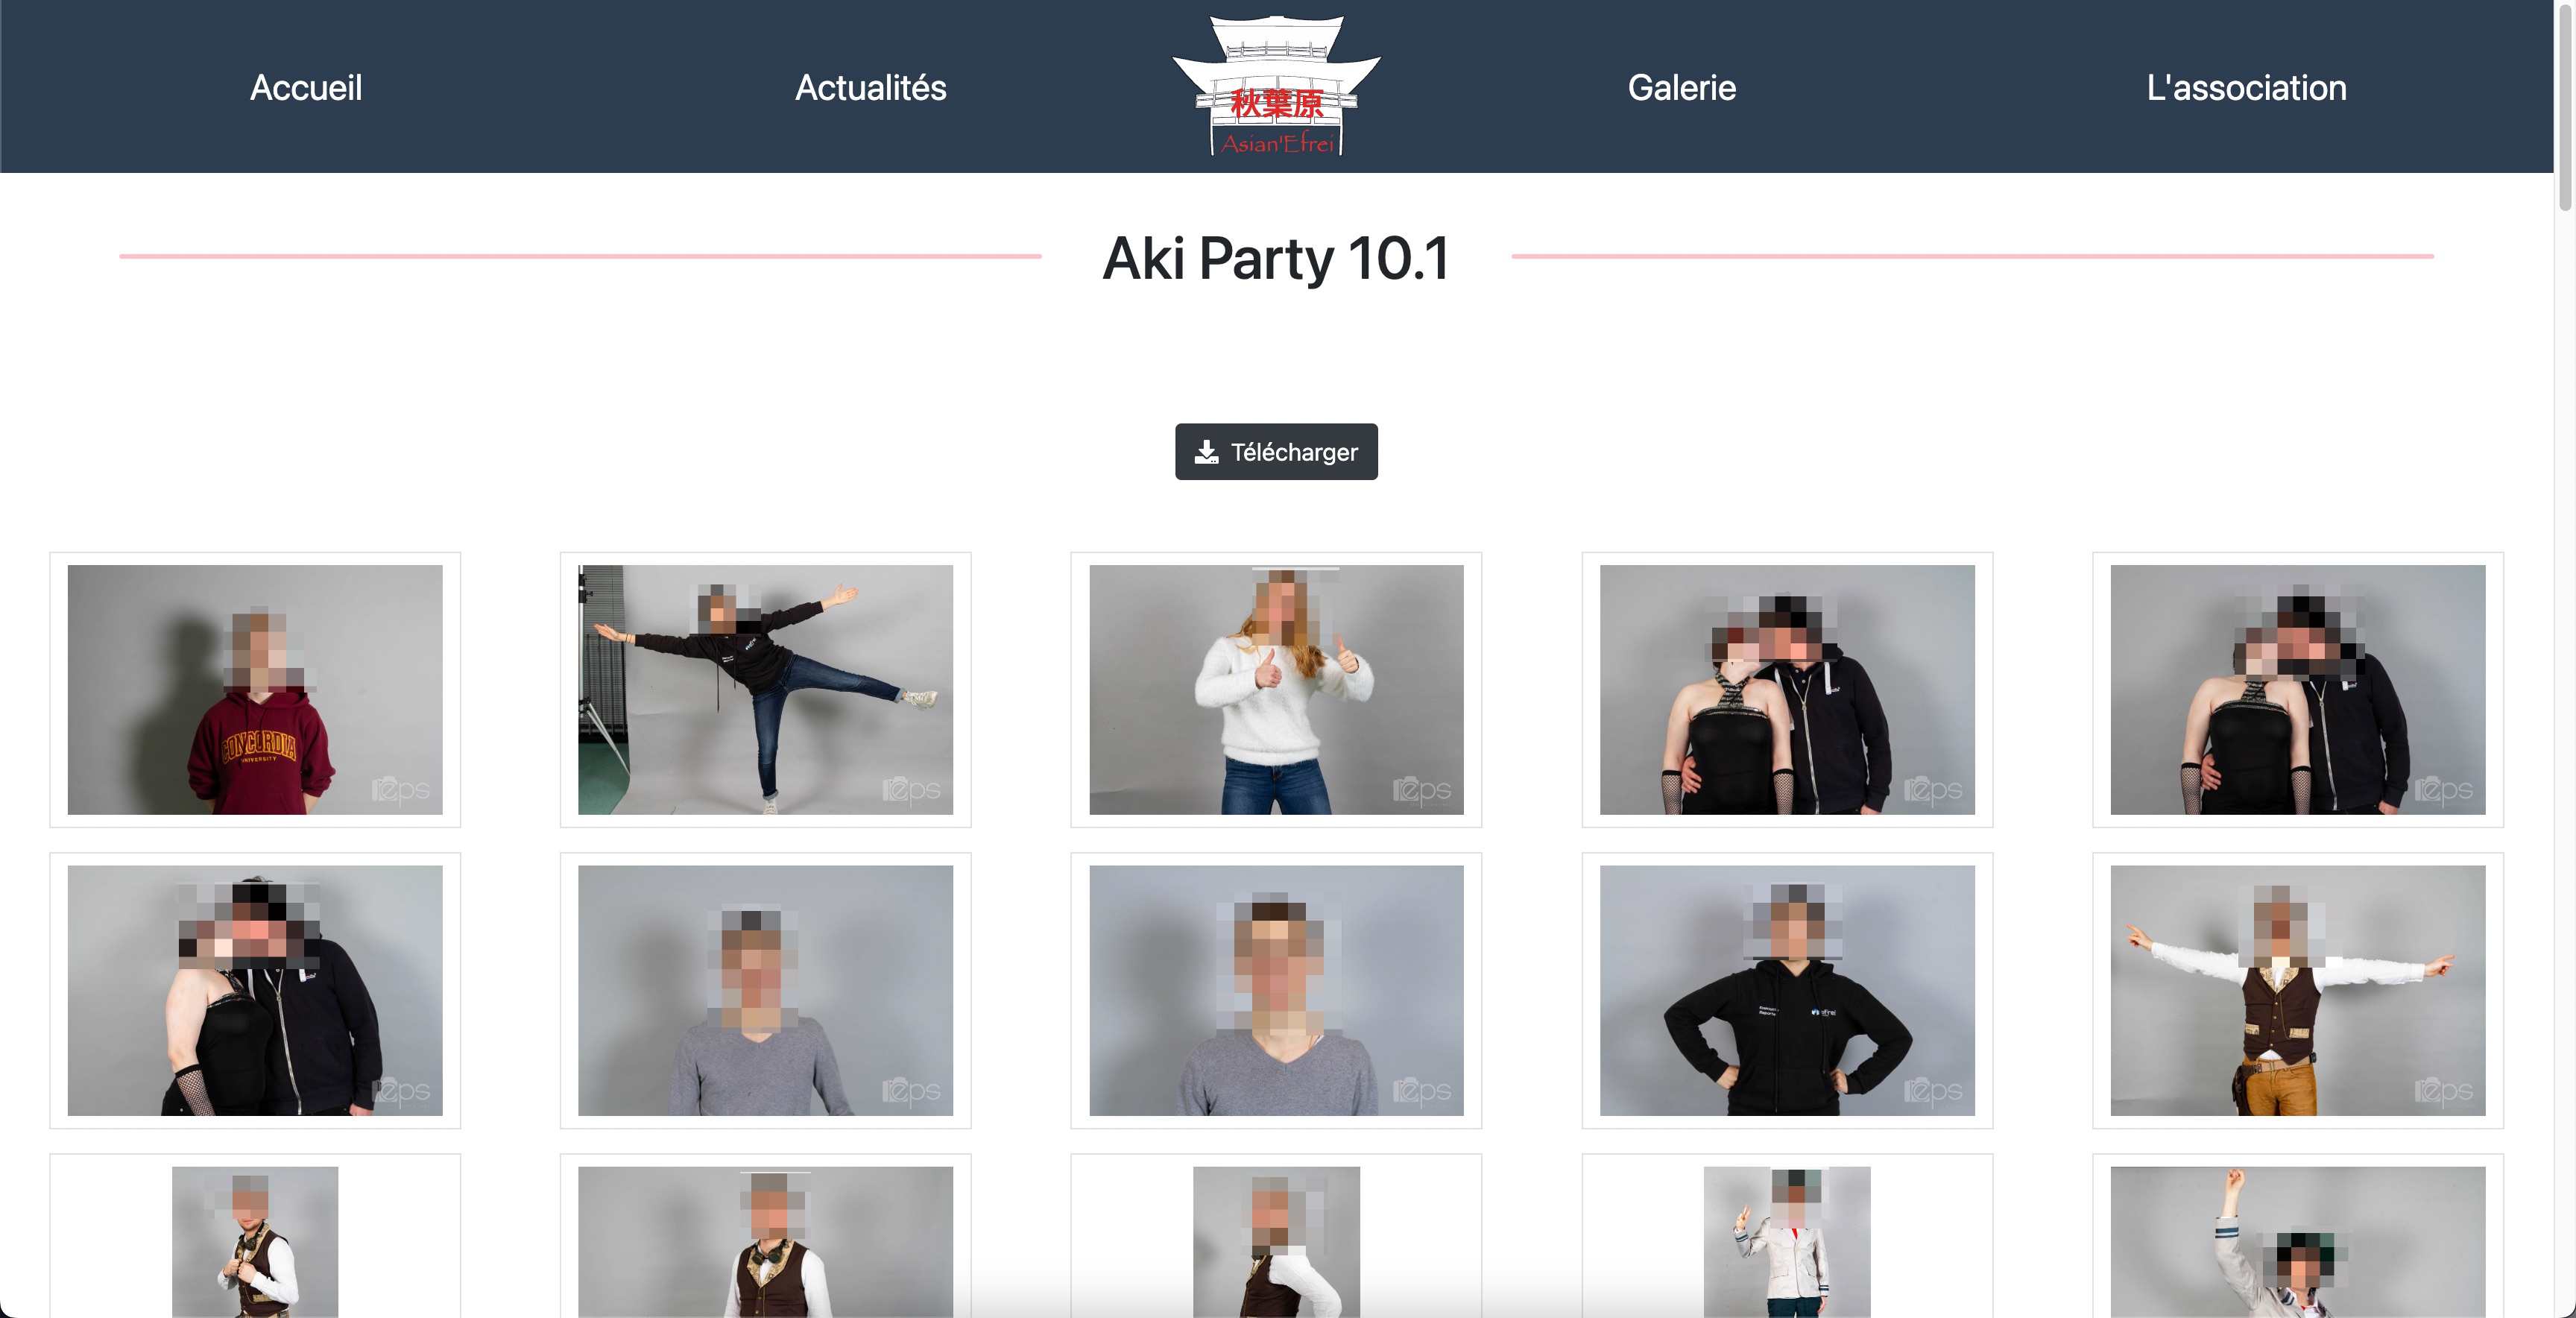 Accueil
Actualités
秋葉原
Asian'Efrei
Galerie
L'association
Aki Party 10.1
Télécharger
CONCORDIA
UNIVERSITY
eps
eps
eps
eps
eps
eps
eps
eps
eps
eps